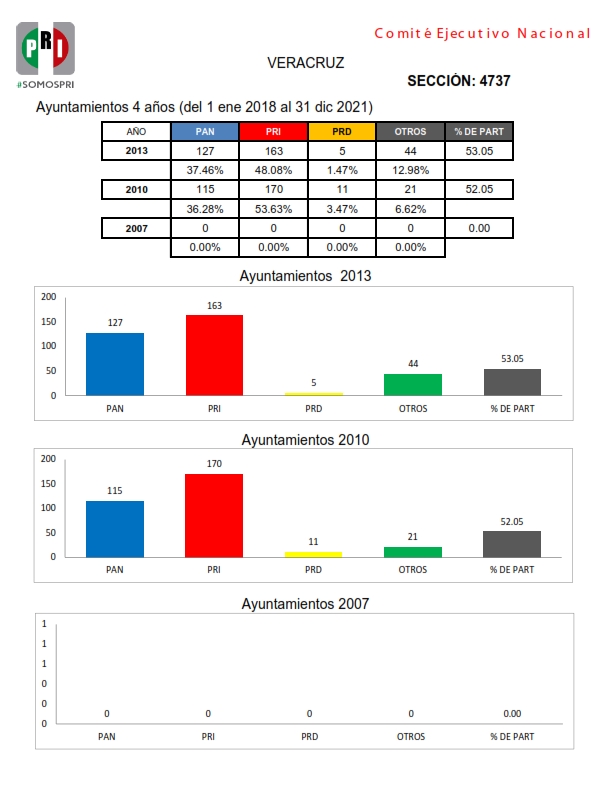 Comité Ejecutivo Nacional
PRI
#SOMOSPRI
VERACRUZ
SECCIÓN: 4737
Ayuntamientos 4 años (del 1 ene 2018 al 31 dic 2021)
AÑO PAN PRI PRD OTROS % DE PART
2013 127 163 5 44 53.05
37.46% 48.08% 1.47% 12.98%
2010 115 170 11 21 52.05
36.28% 53.63% 3.47% 6.62%
2007 0 0 0 0 0.00
0.00% 0.00% 0.00% 0.00%
Ayuntamientos 2013
200
150
100
50
0
127 163 5 44 53.05
PAN PRI PRD OTROS % DE PART
Ayuntamientos 2010
200
150
100
50
0
115 170 11 21 52.05
PAN PRI PRD OTROS % DE PART
Ayuntamientos 2007
1
1
1
0
0
0
0 0 0 0 0.00
PAN PRI PRD OTROS % DE PART